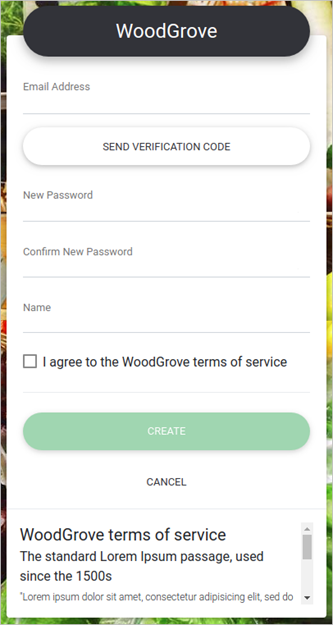 WoodGrove
Email Address
SEND VERIFICATION CODE
New Password
Confirm New Password
Name
I agree to the WoodGrove terms of service
CREATE
CANCEL
WoodGrove terms of service
The standard Lorem Ipsum passage, used
since the 1500s
"Lorem ipsum dolor sit amet, consectetur adipisicing elit, sed do